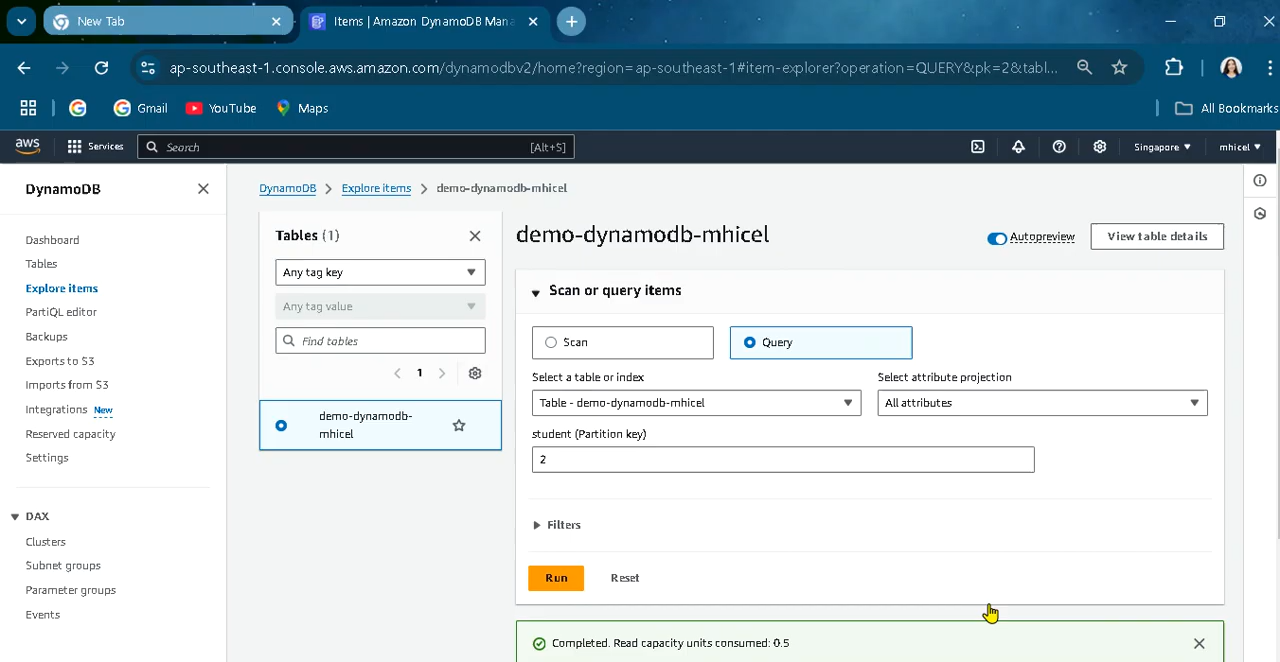 New Tab
Items | Amazon DynamoDB Mana
ap-southeast-1.console.aws.amazon.com/dynamodbv2/home?region=ap-southeast-1#item-explorer?operation=QUERY&pk=2&tabl...
Gmail
YouTube
Maps
All Bookmarks
aws
Services
Search
[Alt+S]
Singapore
mhicel
DynamoDB
Dashboard
Tables
Explore items
PartiQL editor
Backups
Exports to S3
Imports from S3
Integrations New
Reserved capacity
Settings
DAX
Clusters
Subnet groups
Parameter groups
Events
DynamoDB
Explore items
demo-dynamodb-mhicel
Tables (1)
Any tag key
Any tag value
Find tables
1
demo-dynamodb-
mhicel
demo-dynamodb-mhicel
Autopreview
View table details
Scan or query items
Scan
Query
Select a table or index
Select attribute projection
Table - demo-dynamodb-mhicel
All attributes
student (Partition key)
2
Filters
Run
Reset
Completed. Read capacity units consumed: 0.5